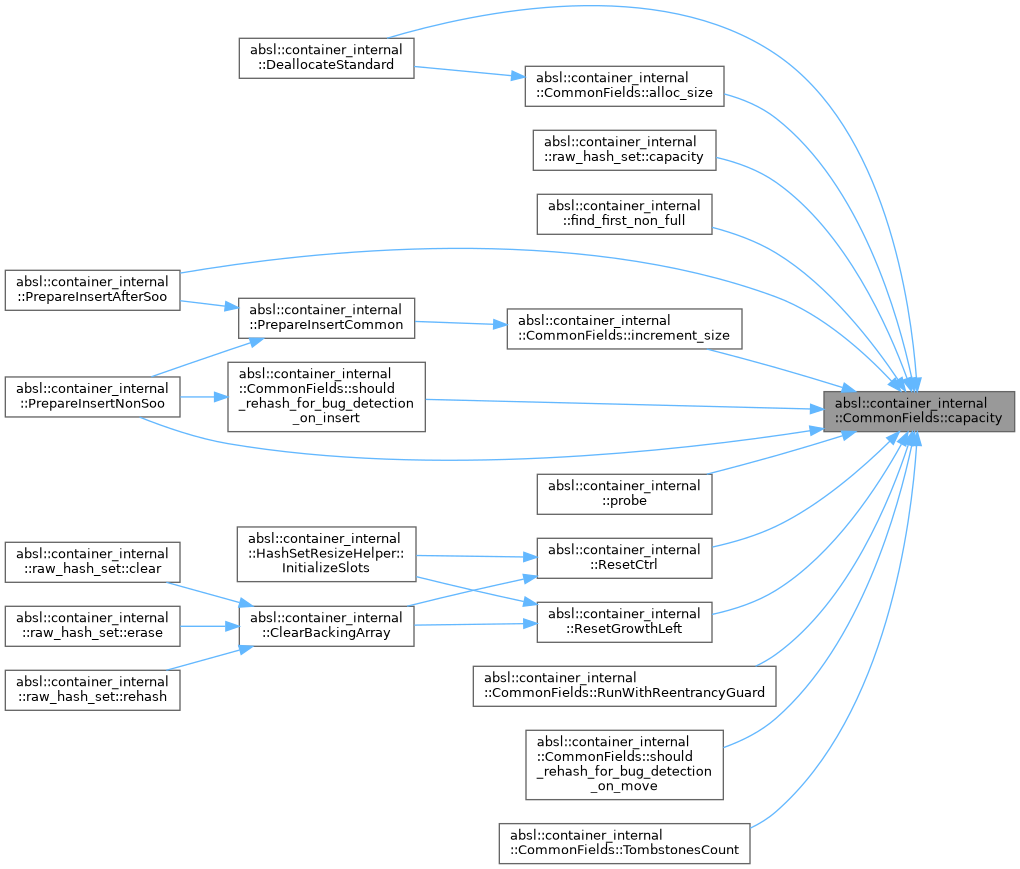 absl::container_internal
::DeallocateStandard
absl::container_internal
::CommonFields::alloc_size
absl::container_internal
::raw_hash_set::capacity
absl::container_internal
::find_first_non_full
absl::container_internal
::PrepareInsertAfterSoo
absl::container_internal
::PrepareInsertCommon
absl::container_internal
::CommonFields::increment_size
absl::container_internal
::PrepareInsertNonSoo
absl::container_internal
::CommonFields::should
_rehash_for_bug_detection
_on_insert
absl::container_internal
::CommonFields::capacity
absl::container_internal
::probe
absl::container_internal
::HashSetResizeHelper::
InitializeSlots
absl::container_internal
::ResetCtrl
absl::container_internal
::raw_hash_set::clear
absl::container_internal
::raw_hash_set::erase
absl::container_internal
::ClearBackingArray
absl::container_internal
::ResetGrowthLeft
absl::container_internal
::raw_hash_set::rehash
absl::container_internal
::CommonFields::RunWithReentrancyGuard
absl::container_internal
::CommonFields::should
_rehash_for_bug_detection
_on_move
absl::container_internal
::CommonFields::TombstonesCount